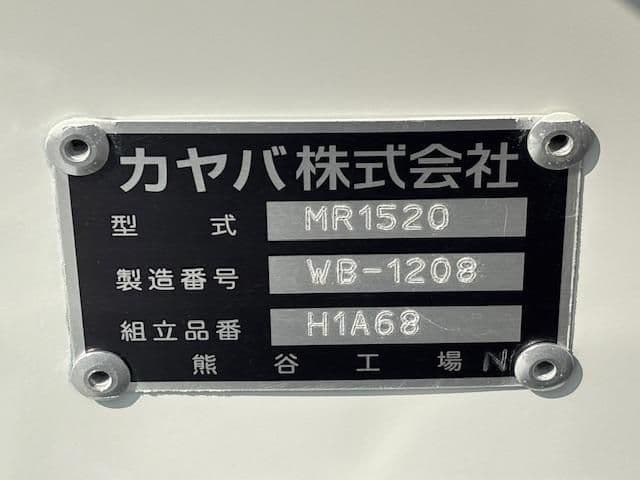 カヤバ株式会社
型式 MR1520
製造番号 WB-1208
組立品番 H1A68
熊谷工場 N